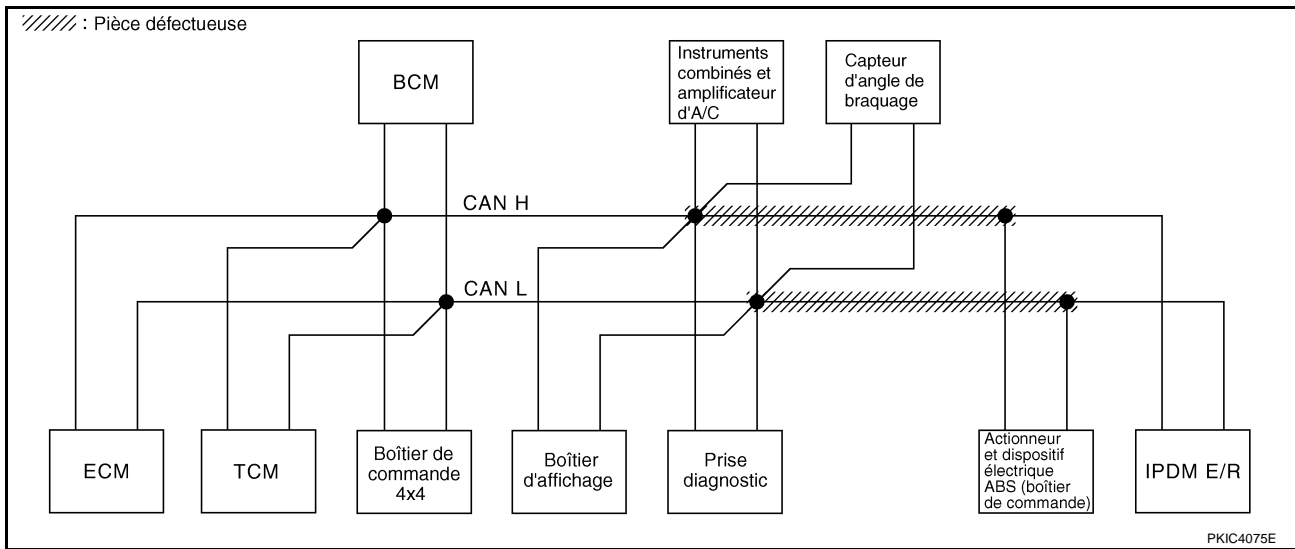 : Pièce défectueuse
BCM
Instruments
combinés et
amplificateur
d'A/C
Capteur
d'angle de
braquage
CAN H
CAN L
ECM
TCM
Boîtier de
commande
4x4
Boîtier
d'affichage
Prise
diagnostic
Actionneur
et dispositif
électrique
ABS (boîtier
de commande)
IPDM E/R
PKIC4075E